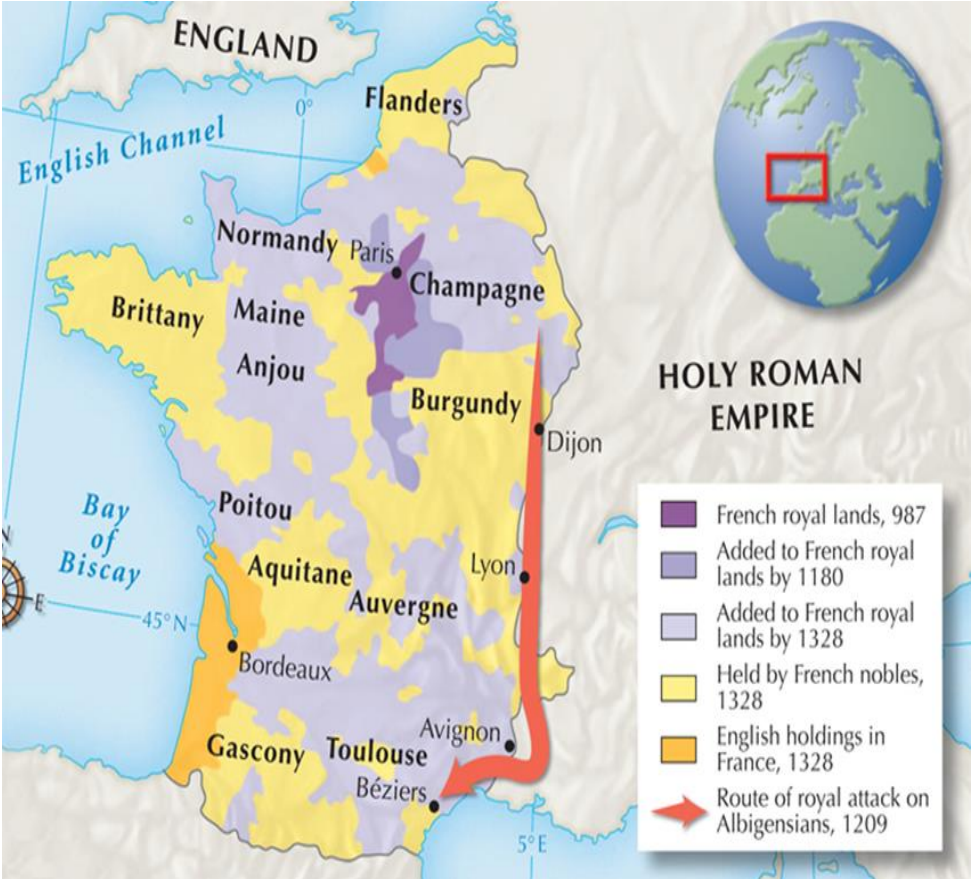 ENGLAND
Flanders
0°
English Channel
Normandy
Paris
Champagne
Brittany
Maine
Anjou
HOLY ROMAN
EMPIRE
Burgundy
Dijon
Bay
of
Biscay
Poitou
Aquitane
Lyon
Auvergne
E
45°N
Bordeaux
Avignon
Gascony
Toulouse
Béziers
5°E
French royal lands, 987
Added to French royal
lands by 1180
Added to French royal
lands by 1328
Held by French nobles,
1328
English holdings in
France, 1328
Route of royal attack on
Albigensians, 1209